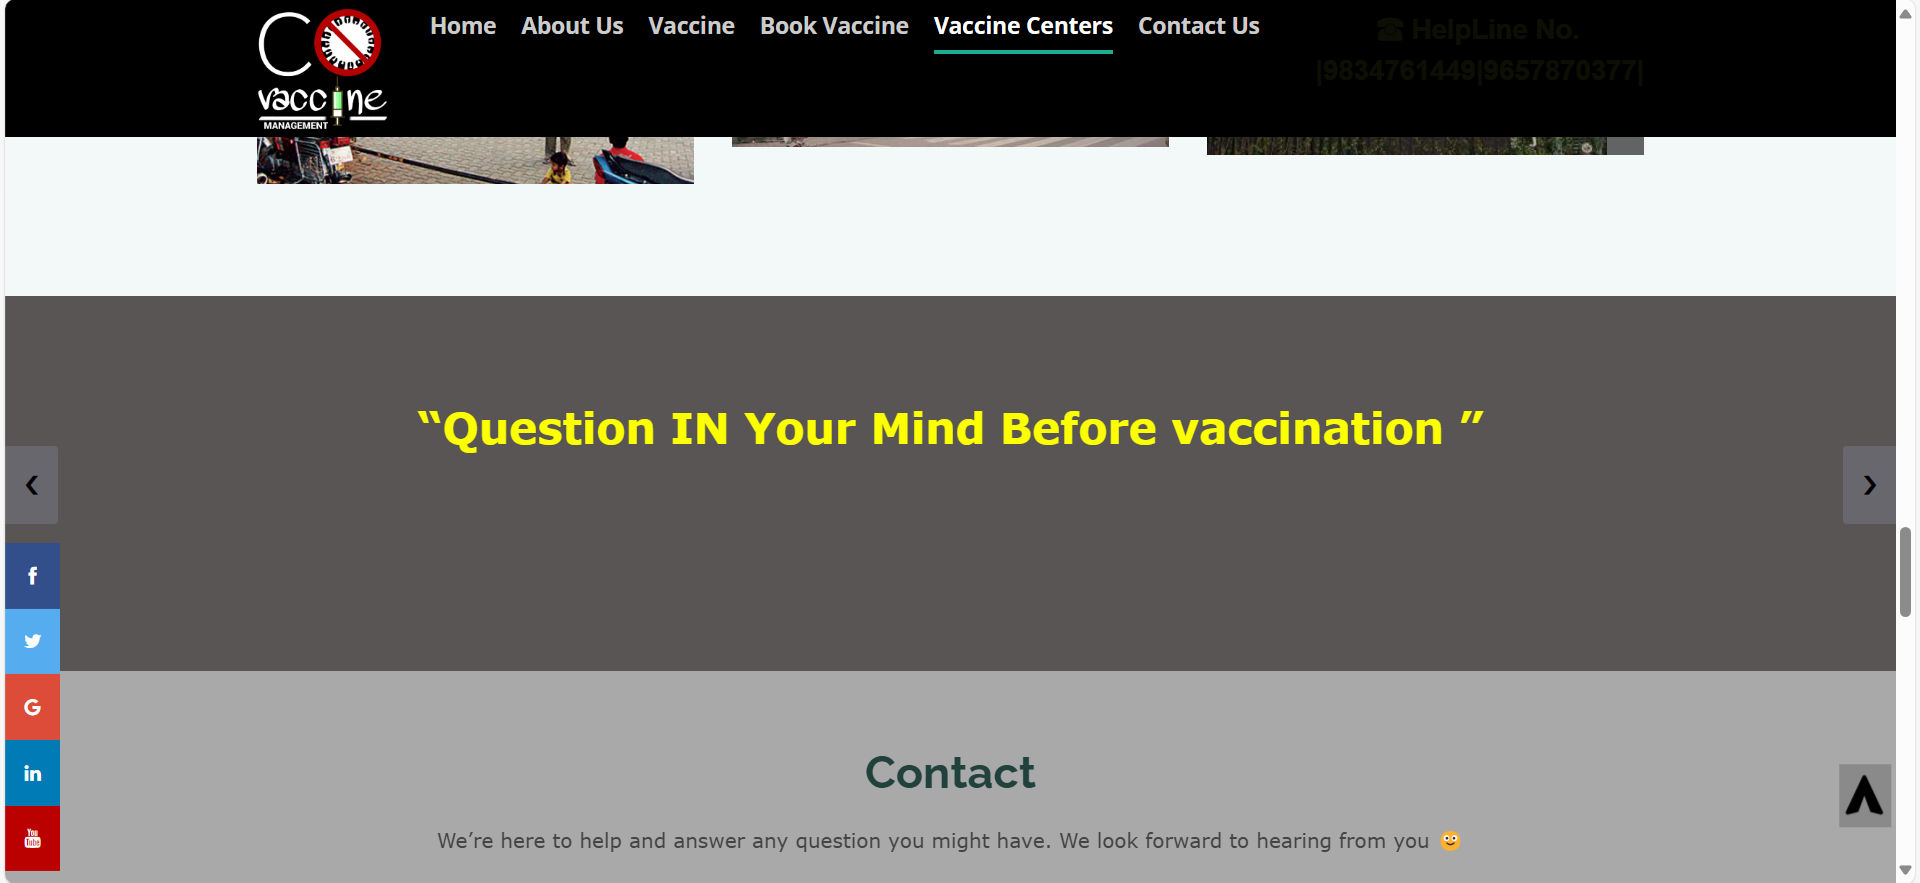 CO
vaccine
MANAGEMENT
Home About Us Vaccine Book Vaccine Vaccine Centers Contact Us
☎ HelpLine No.
|9834761449|9657870377|
“Question IN Your Mind Before vaccination ”
❮ ❯
f
G
in
You
Tube
Contact
We’re here to help and answer any question you might have. We look forward to hearing from you 🙂